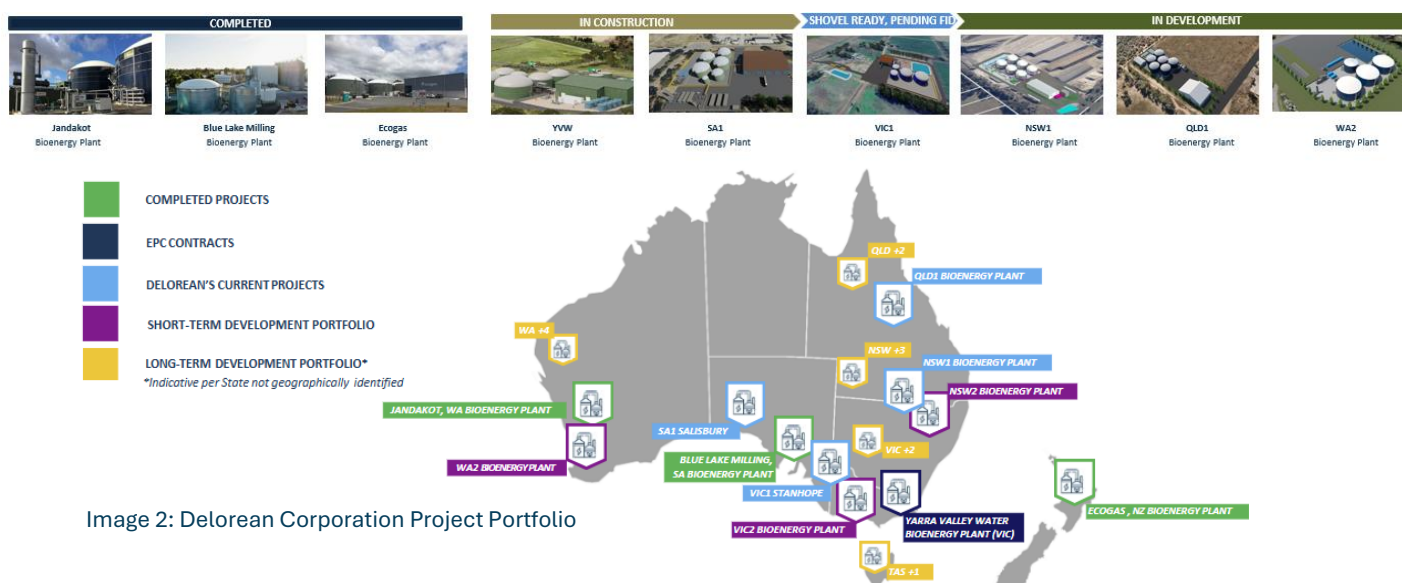 COMPLETED
IN CONSTRUCTION
SHOVEL READY, PENDING FID
IN DEVELOPMENT
Jandakot
Bioenergy Plant
Blue Lake Milling
Bioenergy Plant
Ecogas
Bioenergy Plant
YVW
Bioenergy Plant
SA1
Bioenergy Plant
VIC1
Bioenergy Plant
NSW1
Bioenergy Plant
QLD1
Bioenergy Plant
WA2
Bioenergy Plant
COMPLETED PROJECTS
EPC CONTRACTS
DELOREAN'S CURRENT PROJECTS
SHORT-TERM DEVELOPMENT PORTFOLIO
LONG-TERM DEVELOPMENT PORTFOLIO*
*Indicative per State not geographically identified
QLD +2
QLD1 BIOENERGY PLANT
WA +4
NSW +3
NSW1 BIOENERGY PLANT
NSW2 BIOENERGY PLANT
JANDAKOT, WA BIOENERGY PLANT
SA1 SALISBURY
VIC +2
WA2 BIOENERGYPLANT
BLUE LAKE MILLING,
SA BIOENERGY PLANT
VIC1 STANHOPE
ECOGAS , NZ BIOENERGY PLANT
VIC2 BIOENERGY PLANT
YARRA VALLEY WATER
BIOENERGY PLANT (VIC)
TAS +1
Image 2: Delorean Corporation Project Portfolio